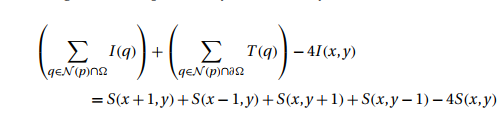 (∑_{q∈𝒩(p)∩Ω} I(q)) + (∑_{q∈𝒩(p)∩∂Ω} T(q)) − 4I(x,y)
= S(x+1,y) + S(x−1,y) + S(x,y+1) + S(x,y−1) − 4S(x,y)